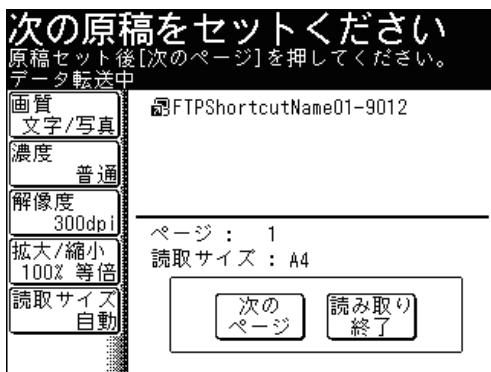 次の原稿をセットください
原稿セット後[次のページ]を押してください。
データ転送中
画質
文字/写真
濃度
普通
解像度
300dpi
拡大/縮小
100% 等倍
読取サイズ
自動
FTPShortcutName01-9012
ページ： 1
読取サイズ：A4
次の
ページ
読み取り
終了